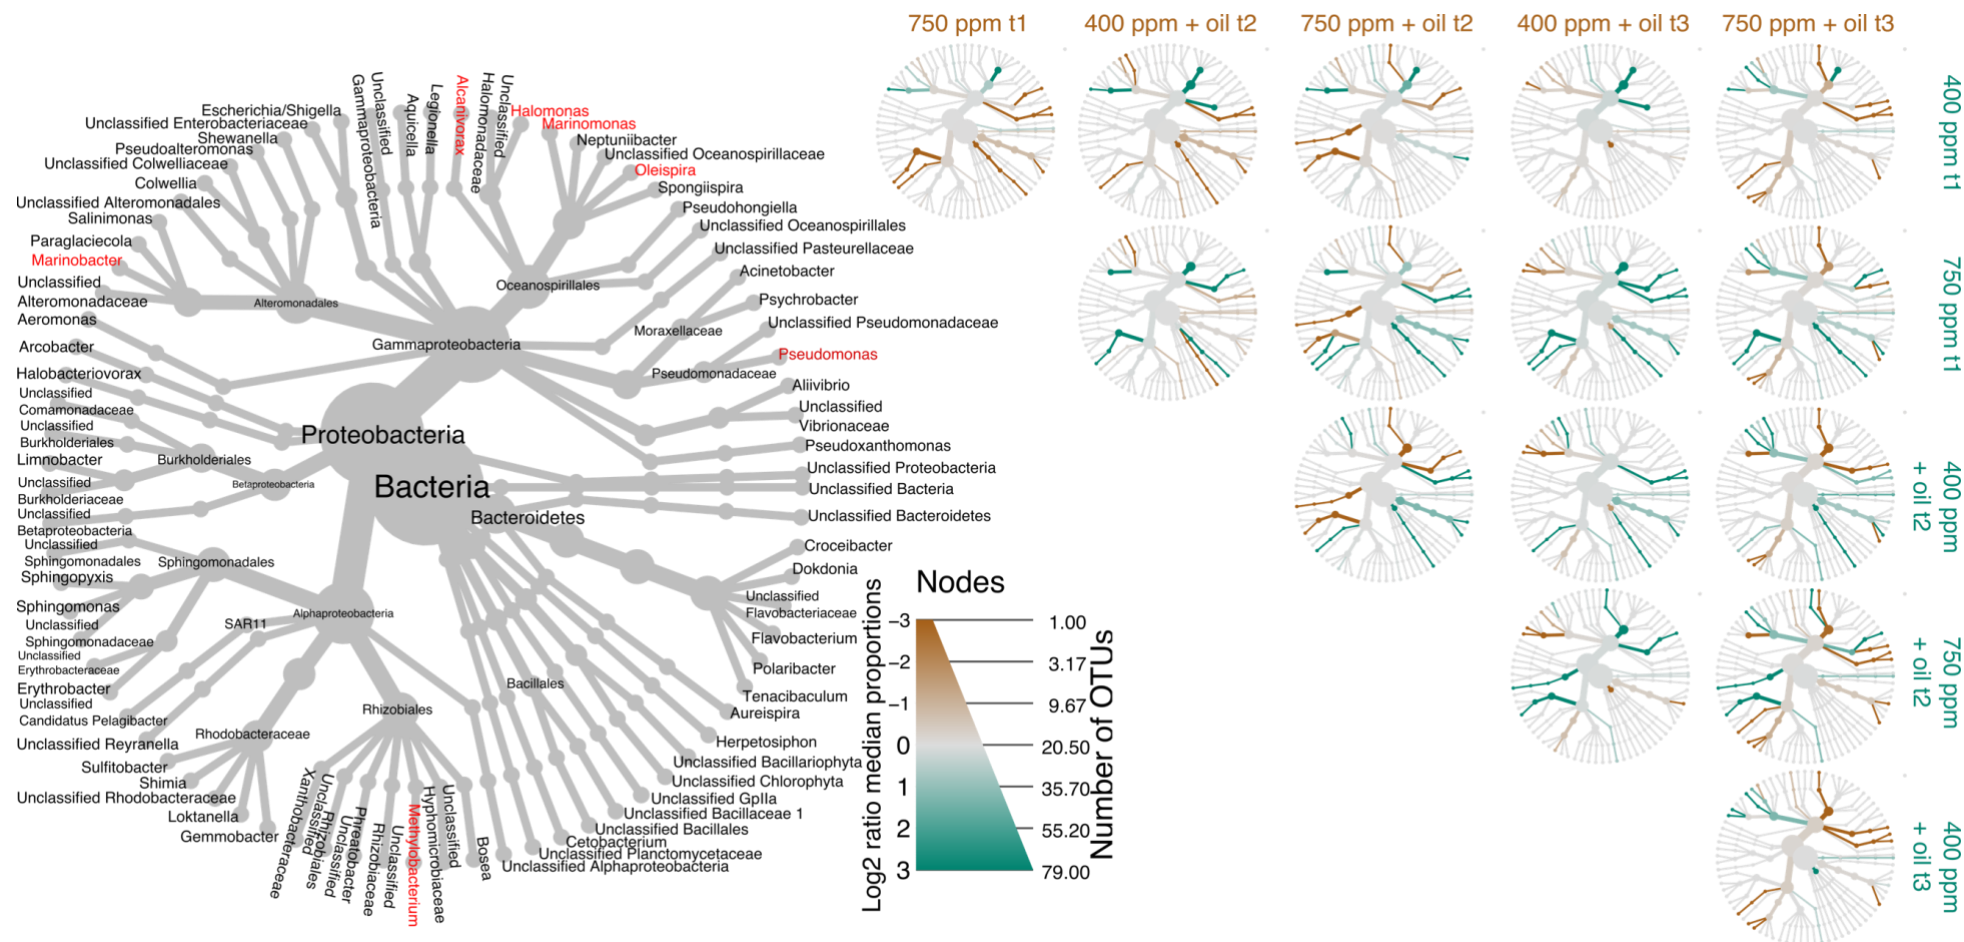 750 ppm t1
400 ppm + oil t2
750 ppm + oil t2
400 ppm + oil t3
750 ppm + oil t3
400 ppm t1
750 ppm t1
400 ppm
+ oil t2
750 ppm
+ oil t2
400 ppm
+ oil t3
Escherichia/Shigella
Unclassified Enterobacteriaceae
Shewanella
Pseudoalteromonas
Unclassified Colwelliaceae
Colwellia
Unclassified Alteromonadales
Salinimonas
Paraglaciecola
Marinobacter
Unclassified
Alteromonadaceae
Aeromonas
Arcobacter
Halobacteriovorax
Unclassified
Comamonadaceae
Unclassified
Burkholderiales
Limnobacter
Unclassified
Burkholderiaceae
Unclassified
Betaproteobacteria
Unclassified
Sphingomonadales
Sphingopyxis
Sphingomonas
Unclassified
Sphingomonadaceae
Unclassified
Erythrobacteraceae
Erythrobacter
Unclassified
Candidatus Pelagibacter
Unclassified Reyranella
Sulfitobacter
Shimia
Unclassified Rhodobacteraceae
Loktanella
Gemmobacter
Unclassified
Gammaproteobacteria
Aquicella
Legionella
Alcanivorax
Unclassified
Halomonadaceae
Halomonas
Marinomonas
Neptuniibacter
Unclassified Oceanospirillaceae
Oleispira
Spongiispira
Pseudohongiella
Unclassified Oceanospirillales
Unclassified Pasteurellaceae
Acinetobacter
Psychrobacter
Unclassified Pseudomonadaceae
Pseudomonas
Aliivibrio
Unclassified
Vibrionaceae
Pseudoxanthomonas
Unclassified Proteobacteria
Unclassified Bacteria
Unclassified Bacteroidetes
Croceibacter
Dokdonia
Unclassified
Flavobacteriaceae
Flavobacterium
Polaribacter
Tenacibaculum
Aureispira
Herpetosiphon
Unclassified Bacillariophyta
Unclassified Chlorophyta
Unclassified GpIIa
Unclassified Bacillaceae 1
Unclassified Bacillales
Cetobacterium
Unclassified Planctomycetaceae
Unclassified Alphaproteobacteria
Bosea
Unclassified
Hyphomicrobiaceae
Methylobacterium
Unclassified
Rhizobiaceae
Phreatobacter
Unclassified
Rhizobiales
Unclassified
Xanthobacteraceae
Alteromonadales
Oceanospirillales
Gammaproteobacteria
Moraxellaceae
Pseudomonadaceae
Proteobacteria
Burkholderiales
Betaproteobacteria
Bacteria
Bacteroidetes
Sphingomonadales
SAR11
Alphaproteobacteria
Rhizobiales
Rhodobacteraceae
Bacillales
Nodes
Log2 ratio median proportions
Number of OTUs
−3
1.00
−2
3.17
−1
9.67
0
20.50
1
35.70
2
55.20
3
79.00